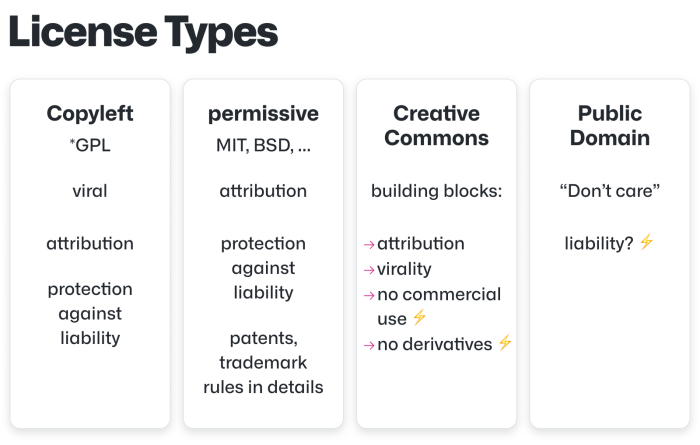 License Types
Copyleft
*GPL
viral
attribution
protection
against
liability
permissive
MIT, BSD, ...
attribution
protection
against
liability
patents,
trademark
rules in details
Creative
Commons
building blocks:
→attribution
→virality
→no commercial
use ⚡
→no derivatives ⚡
Public
Domain
“Don’t care”
liability? ⚡